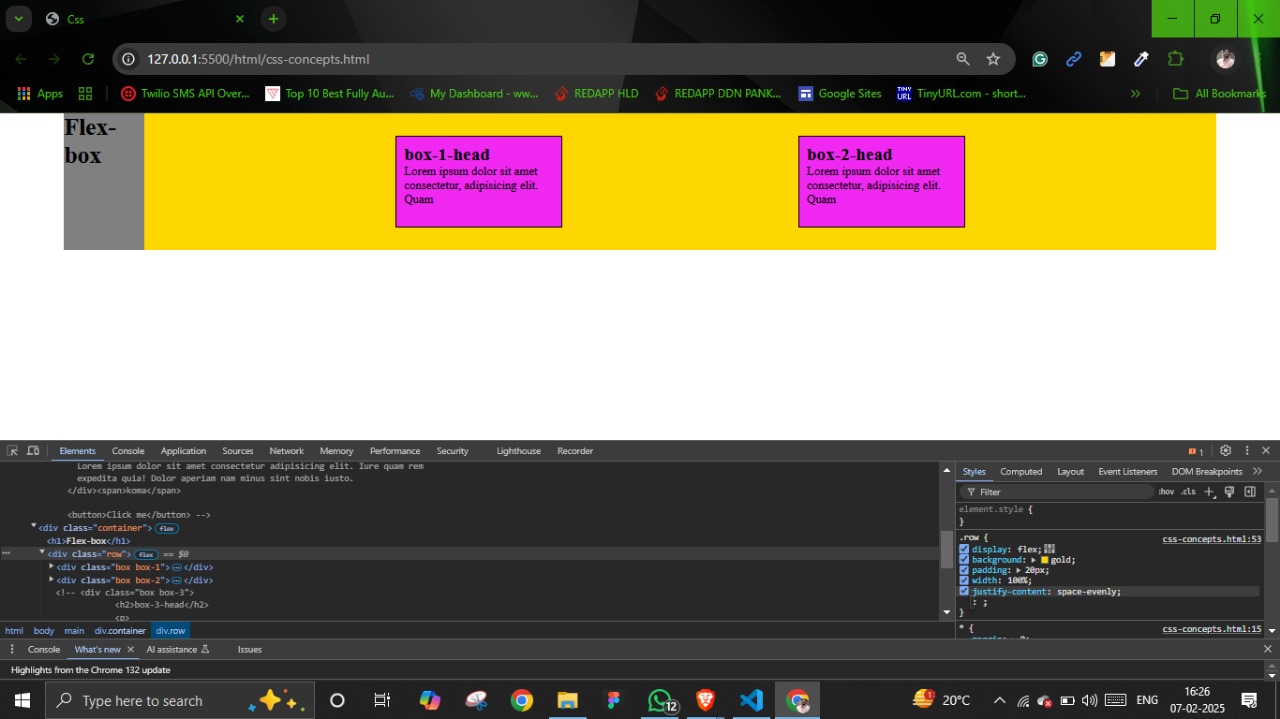 Css
127.0.0.1:5500/html/css-concepts.html
Apps
Twilio SMS API Over...
Top 10 Best Fully Au...
My Dashboard - ww...
REDAPP HLD
REDAPP DDN PANK...
Google Sites
TINY URL
TinyURL.com - short...
»
All Bookmarks
Flex-
box
box-1-head
Lorem ipsum dolor sit amet
consectetur, adipisicing elit.
Quam
box-2-head
Lorem ipsum dolor sit amet
consectetur, adipisicing elit.
Quam
Elements Console Application Sources Network Memory Performance Security Lighthouse Recorder
1
Lorem ipsum dolor sit amet consectetur adipisicing elit. Iure quam rem
expedita quia! Dolor aperiam nam minus sint nobis iusto.
</div><span>koma</span>
<button>Click me</button> -->
<div class="container"> flex
<h1>Flex-box</h1>
<div class="row"> flex == $0
<div class="box box-1">…</div>
<div class="box box-2">…</div>
<!-- <div class="box box-3">
<h2>box-3-head</h2>
<p>
html body main div.container div.row
Styles Computed Layout Event Listeners DOM Breakpoints »
Filter :hov .cls
element.style {
}
.row { css-concepts.html:53
display: flex;
background: gold;
padding: 20px;
width: 100%;
justify-content: space-evenly;
: ;
}
* { css-concepts.html:15
Console What's new AI assistance Issues
Highlights from the Chrome 132 update
Type here to search
12
1
20°C
ENG
16:26
07-02-2025